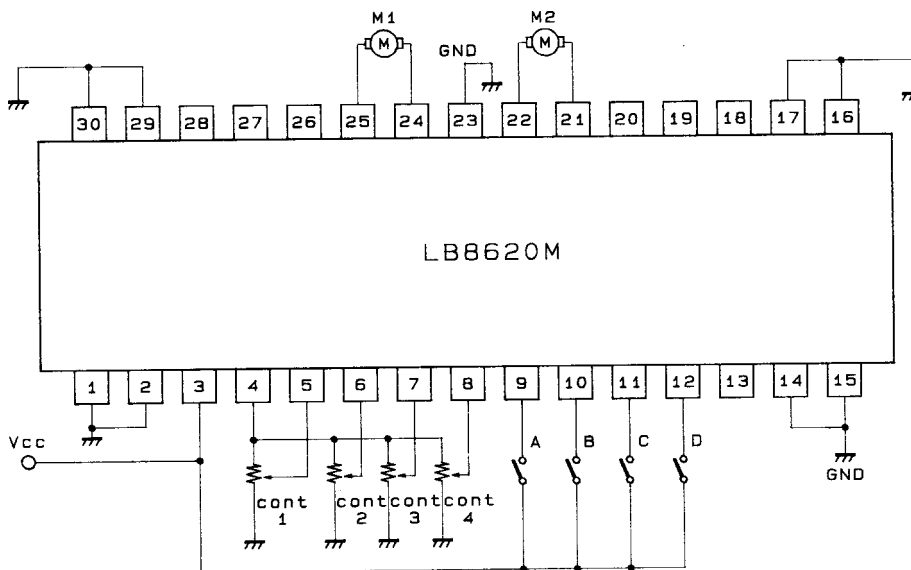 M1 M2
M M
GND
30 29 28 27 26 25 24 23 22 21 20 19 18 17 16
LB8620M
1 2 3 4 5 6 7 8 9 10 11 12 13 14 15
Vcc
A B C D
GND
cont cont cont cont
1 2 3 4